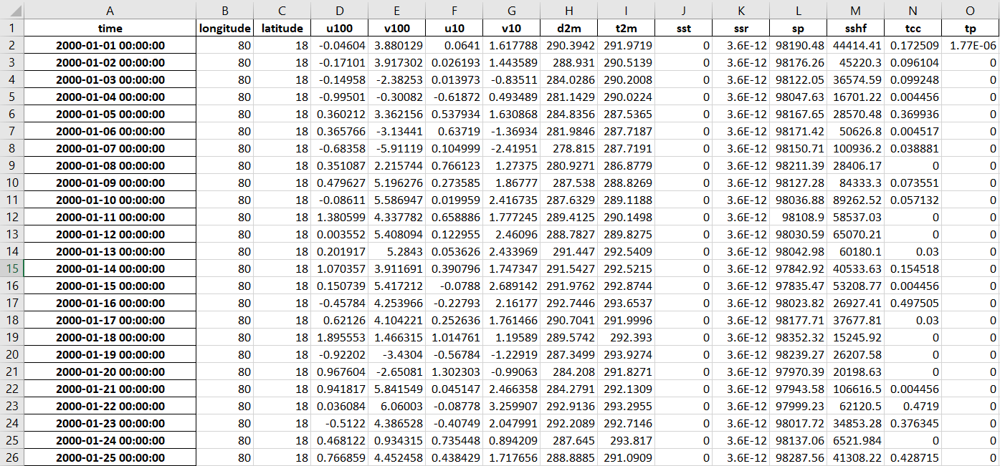 A B C D E F G H I J K L M N O
1 time longitude latitude u100 v100 u10 v10 d2m t2m sst ssr sp sshf tcc tp
2 2000-01-01 00:00:00 80 18 -0.04604 3.880129 0.0641 1.617788 290.3942 291.9719 0 3.6E-12 98190.48 44414.41 0.172509 1.77E-06
3 2000-01-02 00:00:00 80 18 -0.17101 3.917302 0.026193 1.443589 288.931 290.5139 0 3.6E-12 98176.26 45220.3 0.096104 0
4 2000-01-03 00:00:00 80 18 -0.14958 -2.38253 0.013973 -0.83511 284.0286 290.2008 0 3.6E-12 98122.05 36574.59 0.099248 0
5 2000-01-04 00:00:00 80 18 -0.99501 -0.30082 -0.61872 0.493489 281.1429 290.0224 0 3.6E-12 98047.63 16701.22 0.004456 0
6 2000-01-05 00:00:00 80 18 0.360212 3.362156 0.537934 1.630868 284.8356 287.5365 0 3.6E-12 98167.65 28570.48 0.369936 0
7 2000-01-06 00:00:00 80 18 0.365766 -3.13441 0.63719 -1.36934 281.9846 287.7187 0 3.6E-12 98171.42 50626.8 0.004517 0
8 2000-01-07 00:00:00 80 18 -0.68358 -5.91119 0.104999 -2.41951 278.815 287.7191 0 3.6E-12 98150.71 100936.2 0.038881 0
9 2000-01-08 00:00:00 80 18 0.351087 2.215744 0.766123 1.27375 280.9271 286.8779 0 3.6E-12 98211.39 28406.17 0 0
10 2000-01-09 00:00:00 80 18 0.479627 5.196276 0.273585 1.86777 287.538 288.8269 0 3.6E-12 98127.28 84333.3 0.073551 0
11 2000-01-10 00:00:00 80 18 -0.08611 5.586947 0.019959 2.416735 287.6329 289.1188 0 3.6E-12 98036.88 89262.52 0.057132 0
12 2000-01-11 00:00:00 80 18 1.380599 4.337782 0.658886 1.777245 289.4125 290.1498 0 3.6E-12 98108.9 58537.03 0 0
13 2000-01-12 00:00:00 80 18 0.003552 5.408094 0.122955 2.46096 288.7827 289.8275 0 3.6E-12 98030.59 65070.21 0 0
14 2000-01-13 00:00:00 80 18 0.201917 5.2843 0.053626 2.433969 291.447 292.5409 0 3.6E-12 98042.98 60180.1 0.03 0
15 2000-01-14 00:00:00 80 18 1.070357 3.911691 0.390796 1.747347 291.5427 292.5215 0 3.6E-12 97842.92 40533.63 0.154518 0
16 2000-01-15 00:00:00 80 18 0.150739 5.417212 -0.0788 2.689142 291.9762 292.8744 0 3.6E-12 97835.47 53208.77 0.004456 0
17 2000-01-16 00:00:00 80 18 -0.45784 4.253966 -0.22793 2.16177 292.7446 293.6537 0 3.6E-12 98023.82 26927.41 0.497505 0
18 2000-01-17 00:00:00 80 18 0.62126 4.104221 0.252636 1.761466 290.7041 291.9996 0 3.6E-12 98177.71 37677.81 0.03 0
19 2000-01-18 00:00:00 80 18 1.895553 1.466315 1.014761 1.19589 289.5742 292.393 0 3.6E-12 98352.32 15245.92 0 0
20 2000-01-19 00:00:00 80 18 -0.92202 -3.4304 -0.56784 -1.22919 287.3499 293.9274 0 3.6E-12 98239.27 26207.58 0 0
21 2000-01-20 00:00:00 80 18 0.967604 -2.65081 1.302303 -0.99063 284.208 291.8271 0 3.6E-12 97970.39 20198.63 0 0
22 2000-01-21 00:00:00 80 18 0.941817 5.841549 0.045147 2.466358 284.2791 292.1309 0 3.6E-12 97943.58 106616.5 0.004456 0
23 2000-01-22 00:00:00 80 18 0.036084 6.06003 -0.08778 3.259907 292.9136 293.2955 0 3.6E-12 97999.23 62120.5 0.4719 0
24 2000-01-23 00:00:00 80 18 -0.5122 4.386528 -0.40749 2.047991 292.2089 292.7146 0 3.6E-12 98017.72 34853.28 0.376345 0
25 2000-01-24 00:00:00 80 18 0.468122 0.934315 0.735448 0.894209 287.645 293.817 0 3.6E-12 98137.06 6521.984 0 0
26 2000-01-25 00:00:00 80 18 0.766859 4.452458 0.438429 1.717656 288.8885 291.0909 0 3.6E-12 98287.56 41308.22 0.428715 0